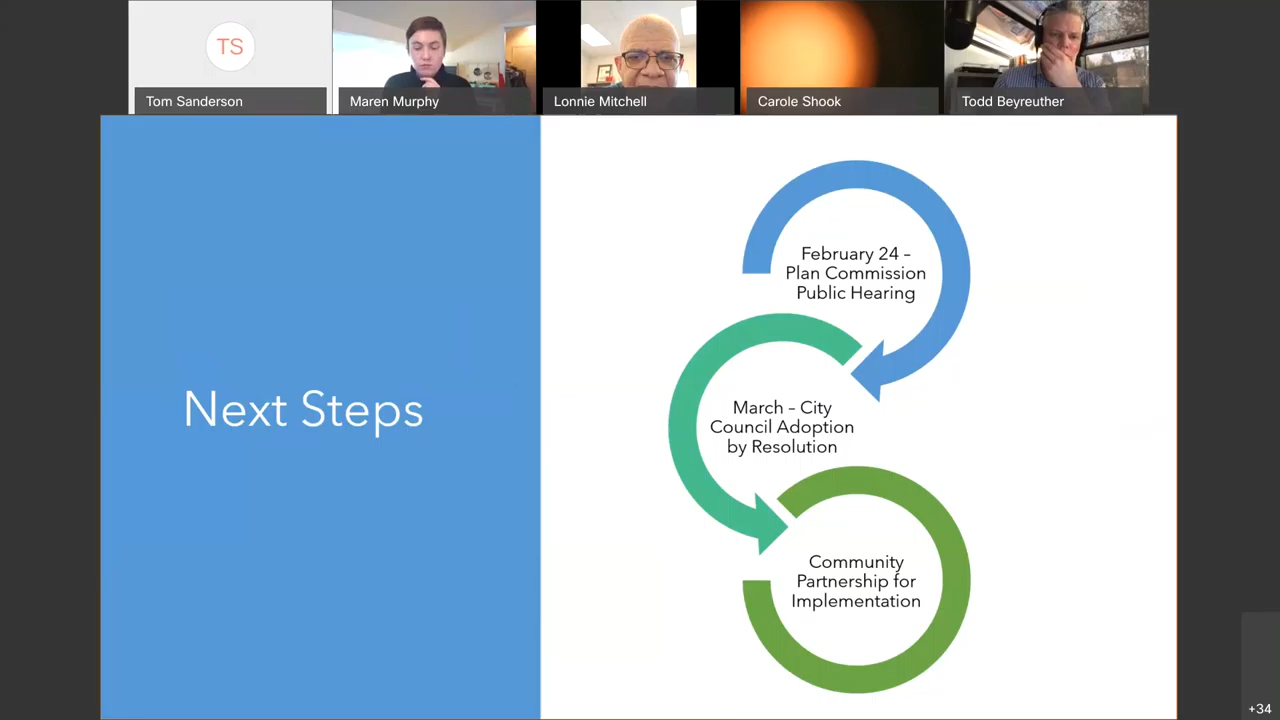 TS
Tom Sanderson
Maren Murphy
Lonnie Mitchell
Carole Shook
Todd Beyreuther
Next Steps
February 24 –
Plan Commission
Public Hearing
March – City
Council Adoption
by Resolution
Community
Partnership for
Implementation
+34